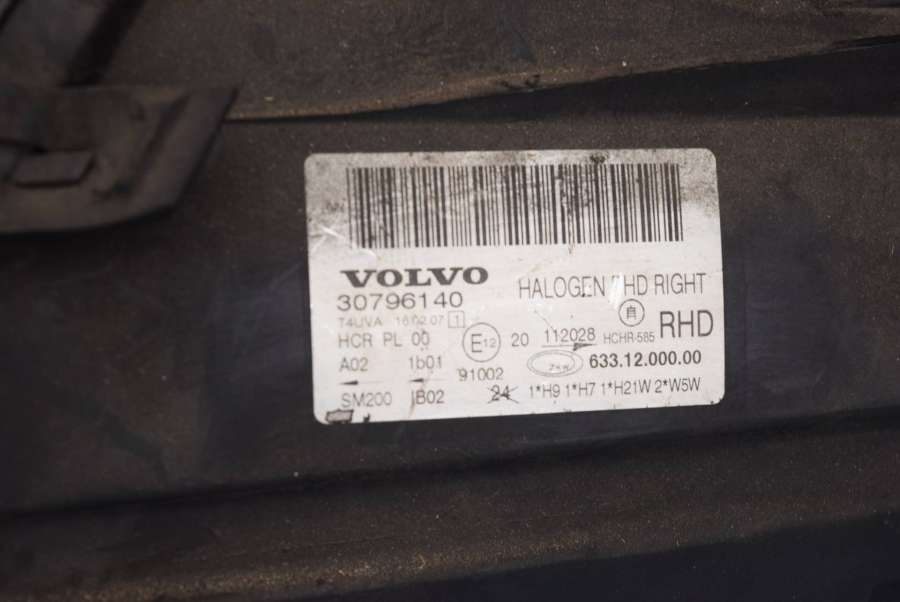 VOLVO
30796140
HALOGEN RHD RIGHT
T4UVA 16.02.07 1
自
HCR PL 00
E12
20 112028 HCHR-585 RHD
A02 1b01
91002
633.12.000.00
SM200 IB02
24 1*H9 1*H7 1*H21W 2*W5W